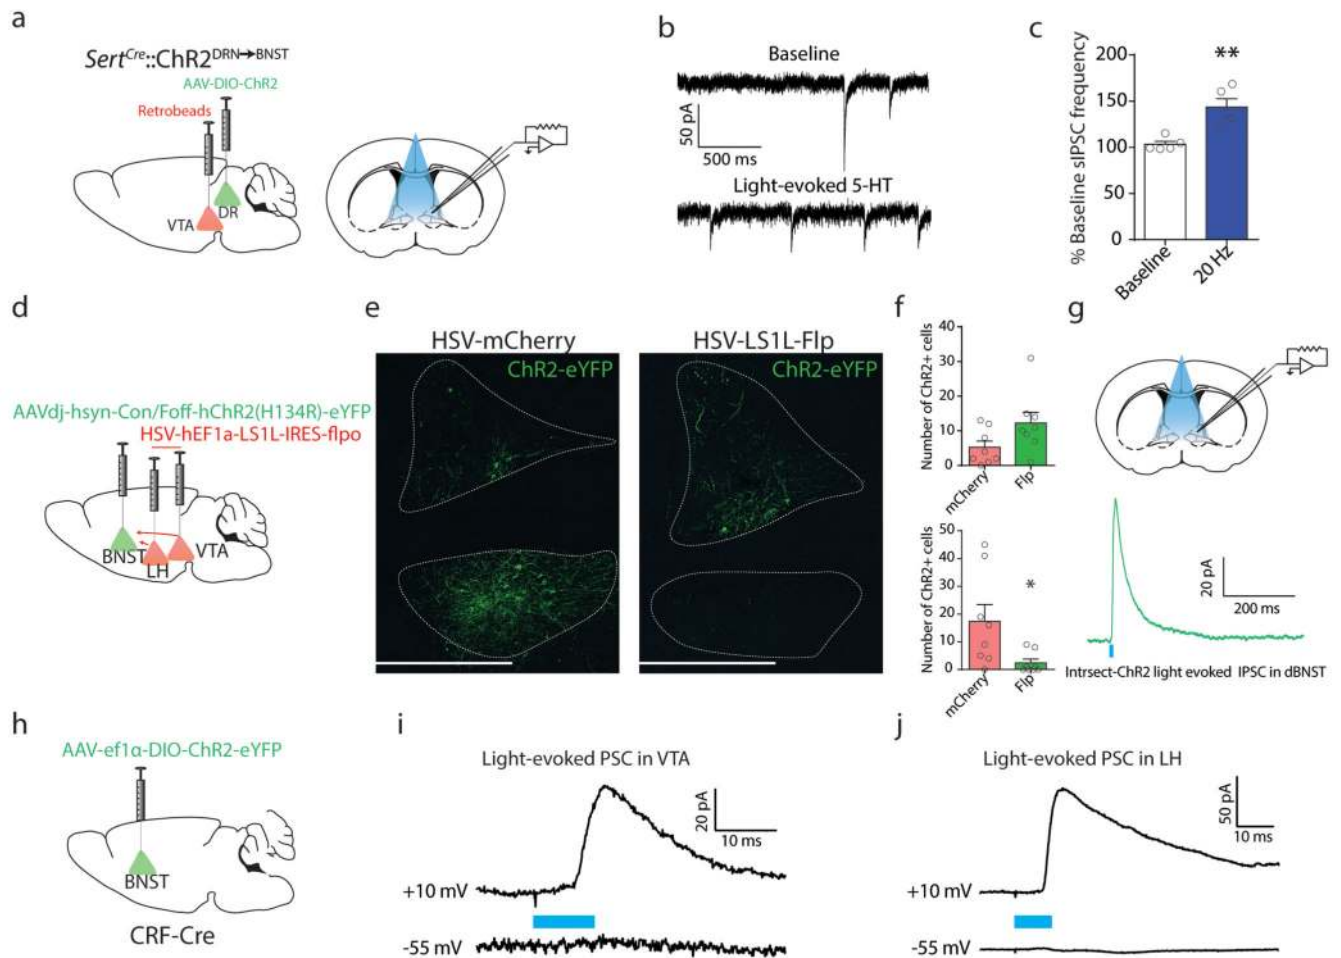 a
Sert^Cre::ChR2^DRN→BNST
AAV-DIO-ChR2
Retrobeads
VTA
DR
b
Baseline
50 pA
500 ms
Light-evoked 5-HT
c
% Baseline sIPSC frequency
200
150
100
50
0
**
Baseline
20 Hz
d
AAVdj-hsyn-Con/Foff-hChR2(H134R)-eYFP
HSV-hEF1a-LS1L-IRES-flpo
BNST
LH
VTA
e
HSV-mCherry
HSV-LS1L-Flp
ChR2-eYFP
ChR2-eYFP
f
Number of ChR2+ cells
40
30
20
10
0
mCherry
Flp
Number of ChR2+ cells
50
40
30
20
10
0
*
mCherry
Flp
g
20 pA
200 ms
Intrsect-ChR2 light evoked IPSC in dBNST
h
AAV-ef1α-DIO-ChR2-eYFP
BNST
CRF-Cre
i
Light-evoked PSC in VTA
20 pA
10 ms
+10 mV
-55 mV
j
Light-evoked PSC in LH
50 pA
10 ms
+10 mV
-55 mV